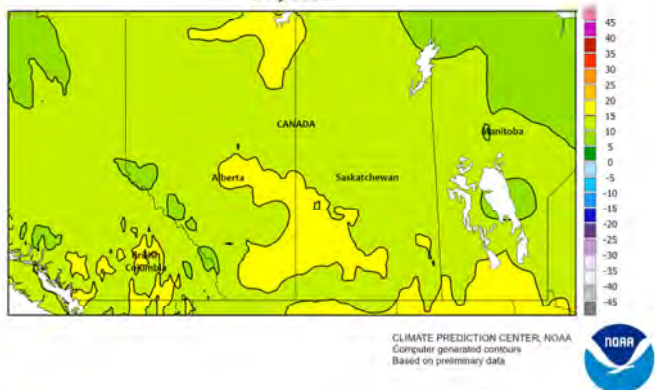 CANADA
Manitoba
Alberta
Saskatchewan
British
Columbia
45
40
35
30
25
20
15
10
5
0
-5
-10
-15
-20
-25
-30
-35
-40
-45
CLIMATE PREDICTION CENTER, NOAA
Computer generated contours
Based on preliminary data
NOAA